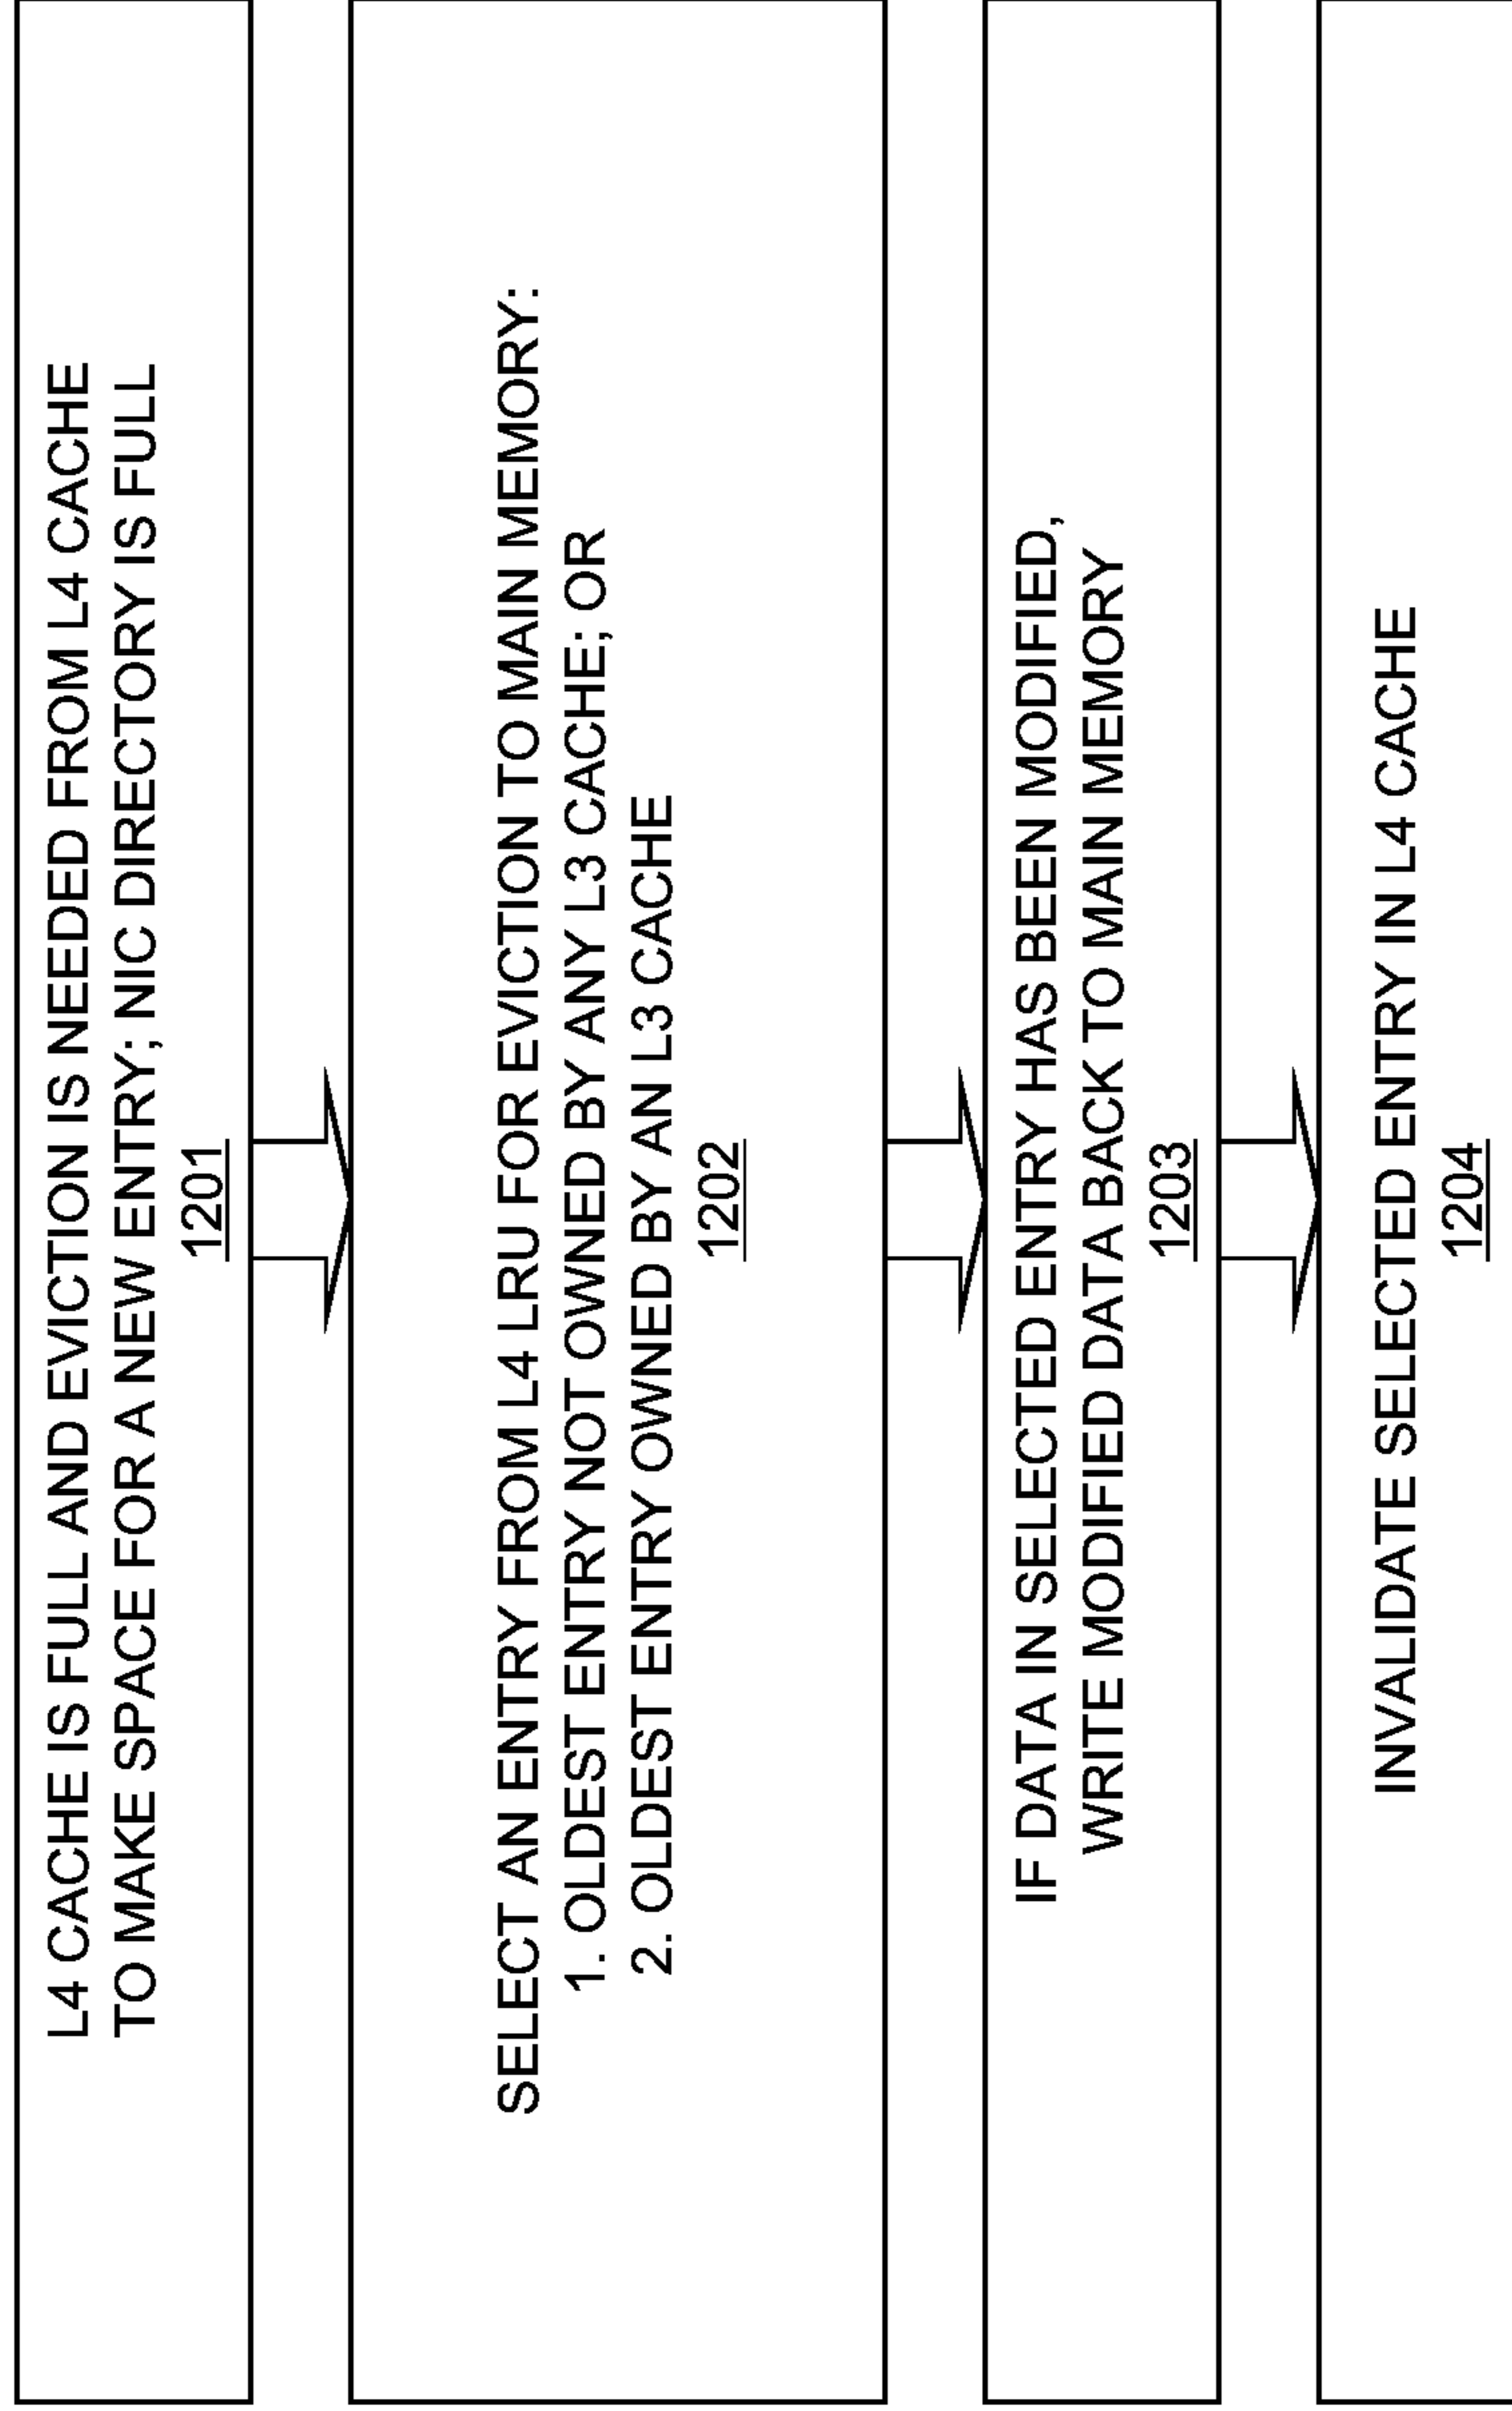 L4 CACHE IS FULL AND EVICTION IS NEEDED FROM L4 CACHE
TO MAKE SPACE FOR A NEW ENTRY; NIC DIRECTORY IS FULL
1201
SELECT AN ENTRY FROM L4 LRU FOR EVICTION TO MAIN MEMORY:
1. OLDEST ENTRY NOT OWNED BY ANY L3 CACHE; OR
2. OLDEST ENTRY OWNED BY AN L3 CACHE
1202
IF DATA IN SELECTED ENTRY HAS BEEN MODIFIED,
WRITE MODIFIED DATA BACK TO MAIN MEMORY
1203
INVALIDATE SELECTED ENTRY IN L4 CACHE
1204